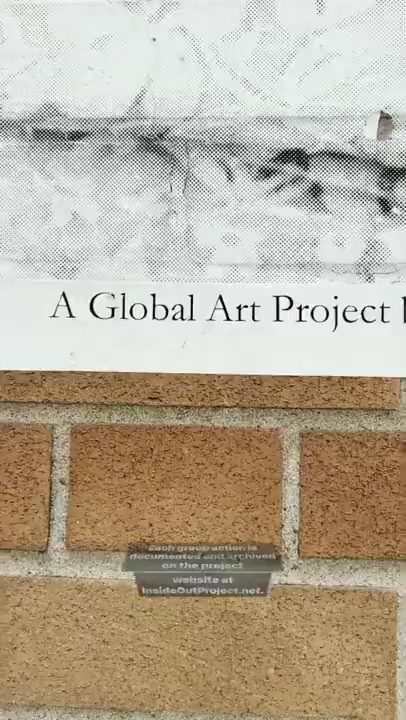 A Global Art Project
Each group action is
documented and archived
on the project
website at
InsideOutProject.net.